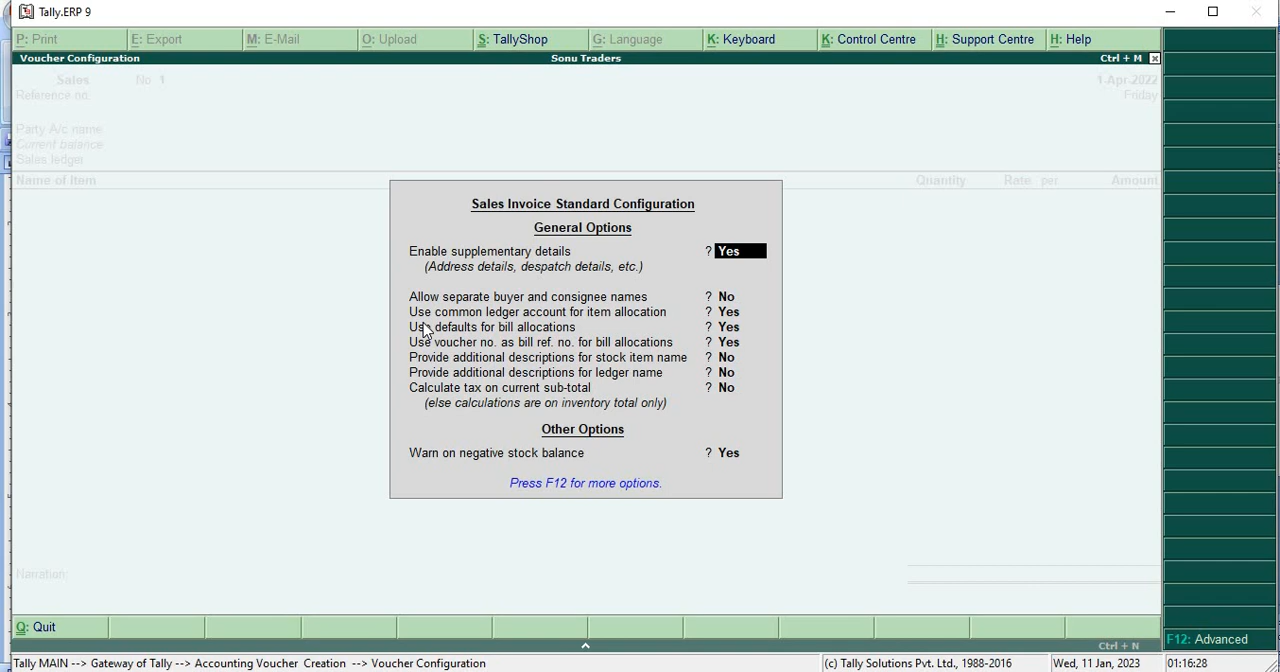 Tally.ERP 9
P: Print E: Export M: E-Mail O: Upload S: TallyShop G: Language K: Keyboard K: Control Centre H: Support Centre H: Help
Voucher Configuration Sonu Traders Ctrl + M
Sales No 1 1-Apr-2022
Reference no. Friday
Party A/c name
Current balance
Sales ledger
Name of Item Quantity Rate per Amount
Sales Invoice Standard Configuration
General Options
Enable supplementary details ? Yes
(Address details, despatch details, etc.)
Allow separate buyer and consignee names ? No
Use common ledger account for item allocation ? Yes
Use defaults for bill allocations ? Yes
Use voucher no. as bill ref. no. for bill allocations ? Yes
Provide additional descriptions for stock item name ? No
Provide additional descriptions for ledger name ? No
Calculate tax on current sub-total ? No
(else calculations are on inventory total only)
Other Options
Warn on negative stock balance ? Yes
Press F12 for more options.
Narration:
Q: Quit
F12: Advanced
Ctrl + N
Tally MAIN --> Gateway of Tally --> Accounting Voucher Creation --> Voucher Configuration (c) Tally Solutions Pvt. Ltd., 1988-2016 Wed, 11 Jan, 2023 01:16:28